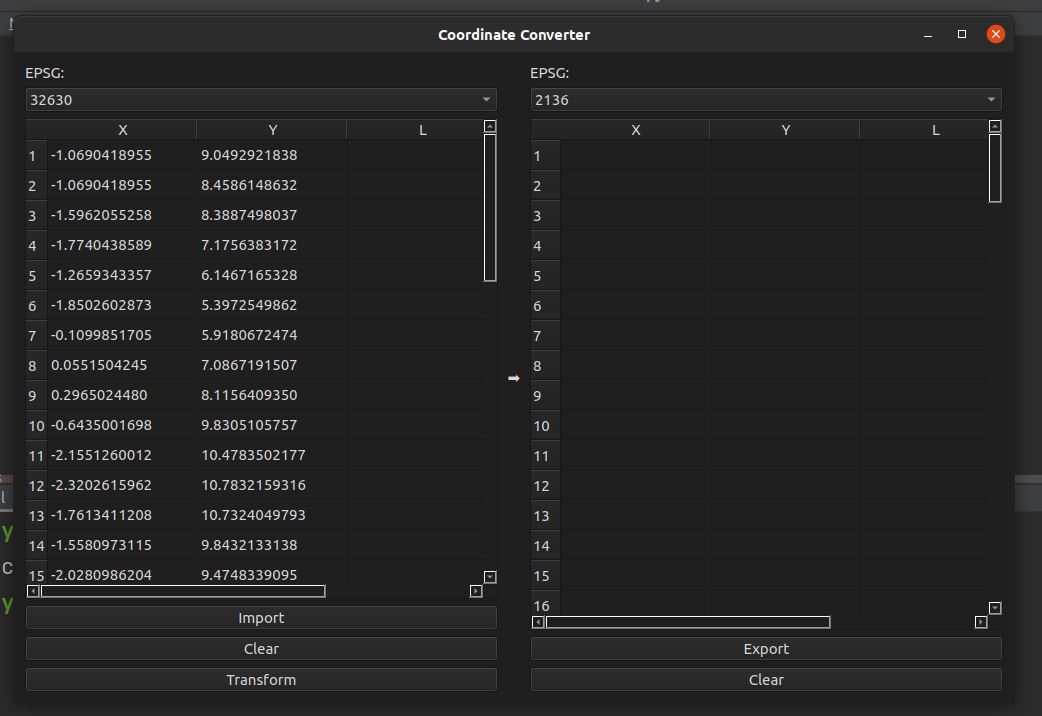 Coordinate Converter
EPSG: EPSG:
32630 2136
X Y L X Y L
1 -1.0690418955 9.0492921838 1
2 -1.0690418955 8.4586148632 2
3 -1.5962055258 8.3887498037 3
4 -1.7740438589 7.1756383172 4
5 -1.2659343357 6.1467165328 5
6 -1.8502602873 5.3972549862 6
7 -0.1099851705 5.9180672474 7
8 0.0551504245 7.0867191507 8
9 0.2965024480 8.1156409350 9
10 -0.6435001698 9.8305105757 10
11 -2.1551260012 10.4783502177 11
12 -2.3202615962 10.7832159316 12
13 -1.7613411208 10.7324049793 13
14 -1.5580973115 9.8432133138 14
15 -2.0280986204 9.4748339095 15
16
Import Export
Clear Clear
Transform